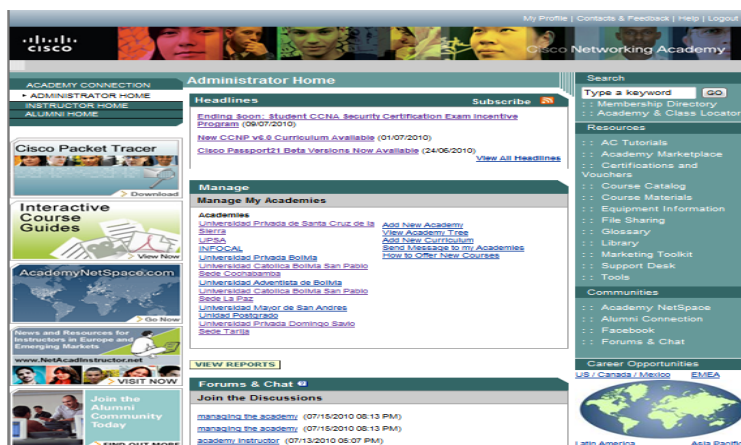 My Profile | Contacts & Feedback | Help | Logout
CISCO
Cisco Networking Academy
ACADEMY CONNECTION
ADMINISTRATOR HOME
INSTRUCTOR HOME
ALUMNI HOME
Cisco Packet Tracer
Download
Interactive
Course
Guides
View Now
AcademyNetSpace.com
Go Now
News and Resources for
Instructors in Europe and
Emerging Markets
www.NetAcadInstructor.net
VISIT NOW
Join the
Alumni
Community
Today
FIND OUT MORE
Administrator Home
Headlines
Subscribe
Ending Soon: Student CCNA Security Certification Exam Incentive
Program (09/07/2010)
New CCNP v6.0 Curriculum Available (01/07/2010)
Cisco Passport21 Beta Versions Now Available (24/06/2010)
View All Headlines
Manage
Manage My Academies
Academies
Universidad Privada de Santa Cruz de la
Sierra
UPSA
INFOCAL
Universidad Privada Bolivia
Universidad Catolica Bolivia San Pablo
Sede Cochabamba
Universidad Adventista de Bolivia
Universidad Catolica Bolivia San Pablo
Sede La Paz
Universidad Mayor de San Andres
Unidad Postgrado
Universidad Privada Domingo Savio
Sede Tarija
Add New Academy
View Academy Tree
Add New Curriculum
Send Message to my Academies
How to Offer New Courses
VIEW REPORTS
Forums & Chat
Join the Discussions
managing the academy (07/15/2010 08:13 PM)
managing the academy (07/15/2010 08:13 PM)
academy instructor (07/13/2010 05:07 PM)
Search
Type a keyword GO
: : Membership Directory
: : Academy & Class Locator
Resources
: : AC Tutorials
: : Academy Marketplace
: : Certifications and
Vouchers
: : Course Catalog
: : Course Materials
: : Equipment Information
: : File Sharing
: : Glossary
: : Library
: : Marketing Toolkit
: : Support Desk
: : Tools
Communities
: : Academy NetSpace
: : Alumni Connection
: : Facebook
: : Forums & Chat
Career Opportunities
US / Canada / Mexico EMEA
Latin America Asia Pacific